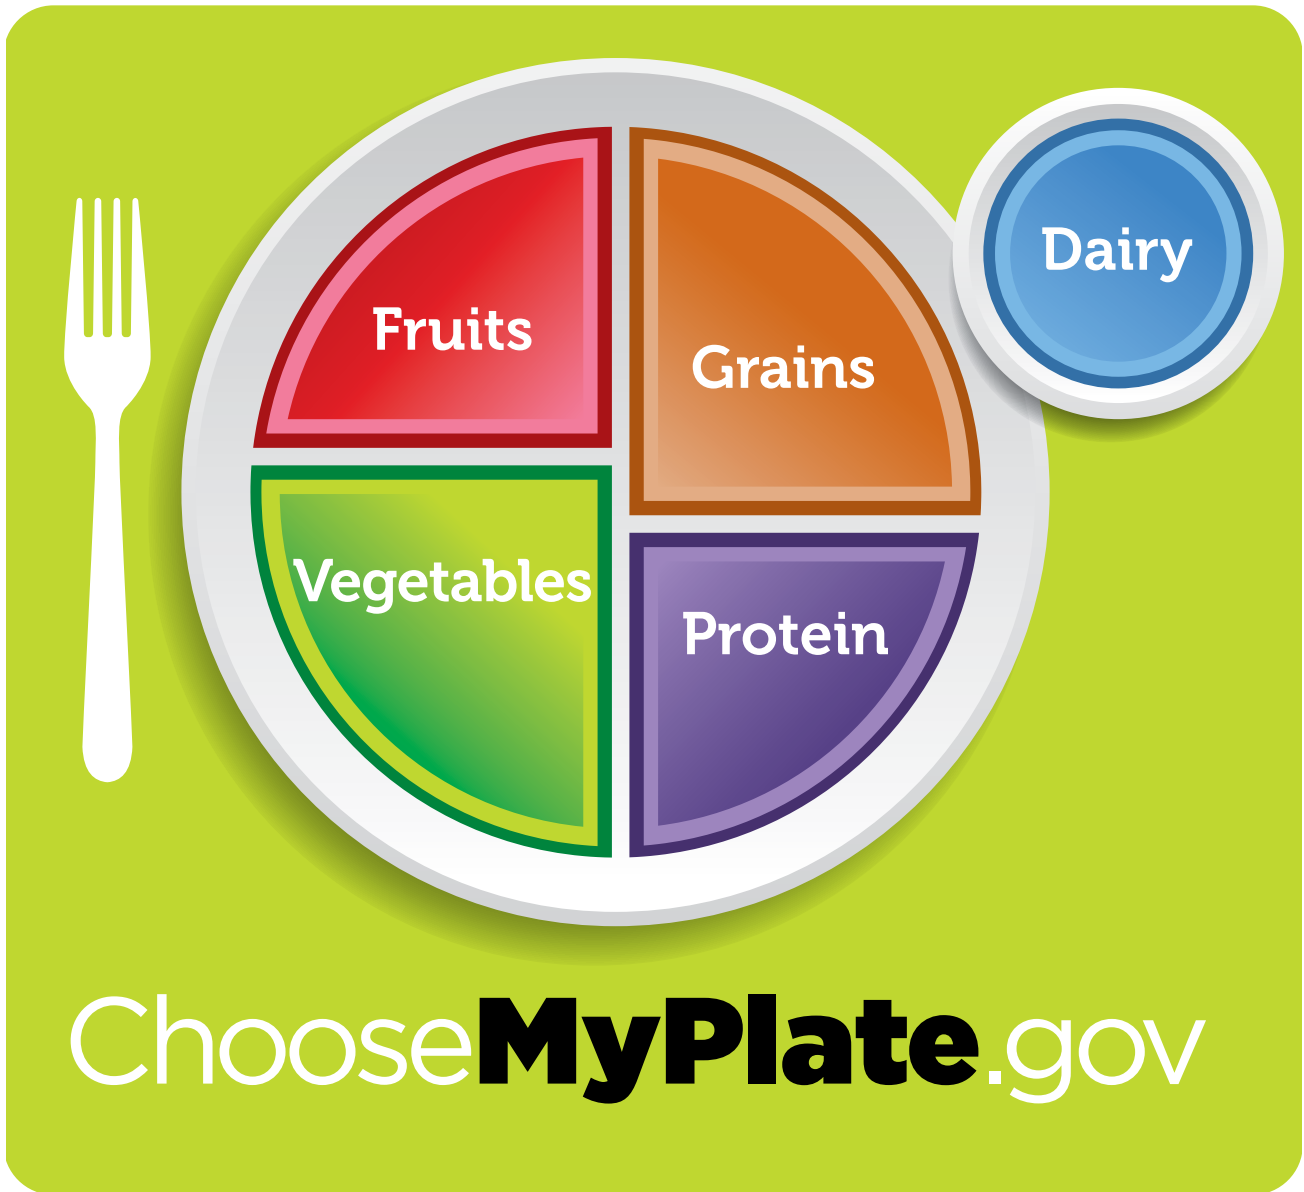 Fruits
Grains
Dairy
Vegetables
Protein
ChooseMyPlate.gov